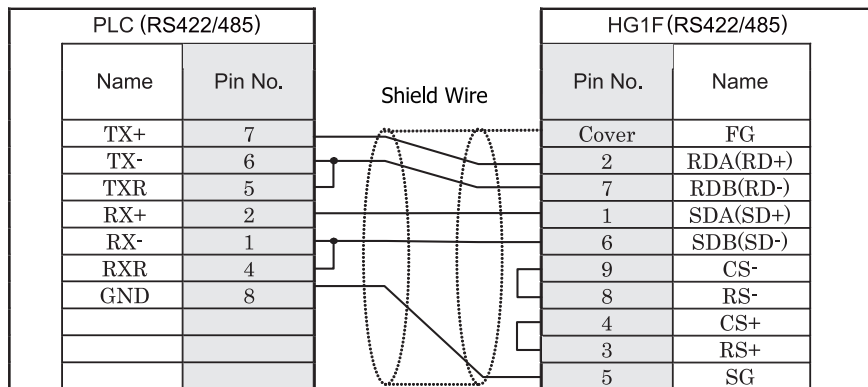 PLC (RS422/485) HG1F(RS422/485)
Name Pin No. Shield Wire Pin No. Name
TX+ 7 Cover FG
TX- 6 2 RDA(RD+)
TXR 5 7 RDB(RD-)
RX+ 2 1 SDA(SD+)
RX- 1 6 SDB(SD-)
RXR 4 9 CS-
GND 8 8 RS-
4 CS+
3 RS+
5 SG